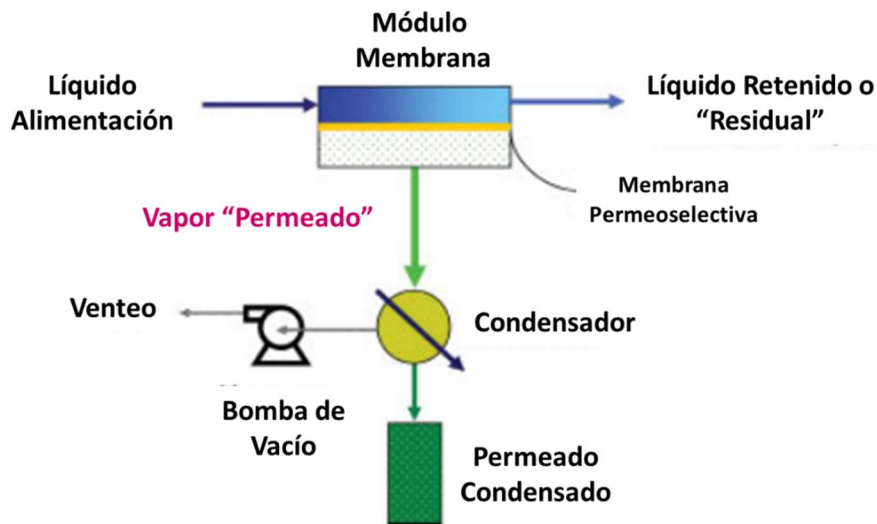 Módulo
Membrana
Líquido
Alimentación
Líquido Retenido o
“Residual”
Membrana
Permeoselectiva
Vapor “Permeado”
Venteo
Condensador
Bomba de
Vacío
Permeado
Condensado